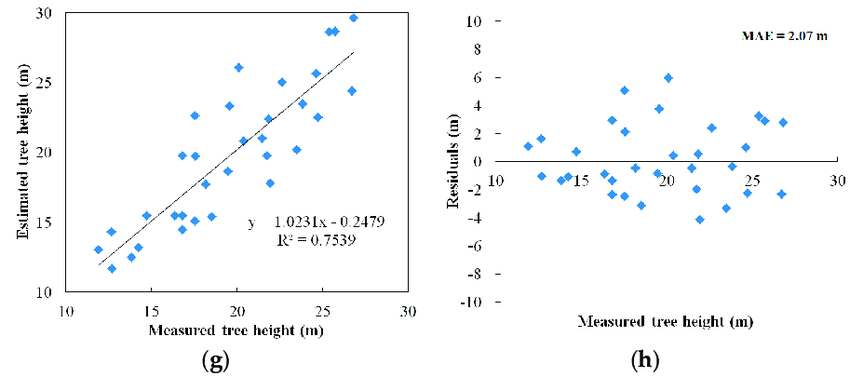 30
25
20
15
10
10 15 20 25 30
Estimated tree height (m)
Measured tree height (m)
y 1.0231x - 0.2479
R² = 0.7539
(g)
10
8
6
4
2
0
-2
-4
-6
-8
-10
10 15 20 25 30
Residuals (m)
MAE = 2.07 m
Measured tree height (m)
(h)